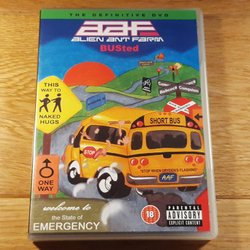 THE DEFINITIVE DVD
aaf
ALIEN ANT FARM
BUSted
THIS
WAY TO
NAKED
HUGS
ONE
WAY
SHORT BUS
STOP
"STOP WHEN URKDEN'S FLASHING"
AAF
welcome to
the State of
EMERGENCY
18
PARENTAL
ADVISORY
EXPLICIT CONTENT